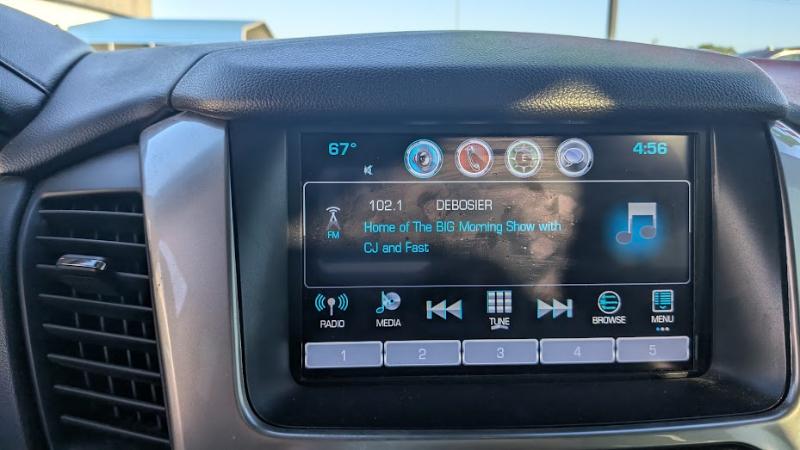 67°
4:56
102.1 DEBOSIER
FM
Home of The BIG Morning Show with
CJ and Fast
RADIO
MEDIA
TUNE
BROWSE
MENU
1 2 3 4 5